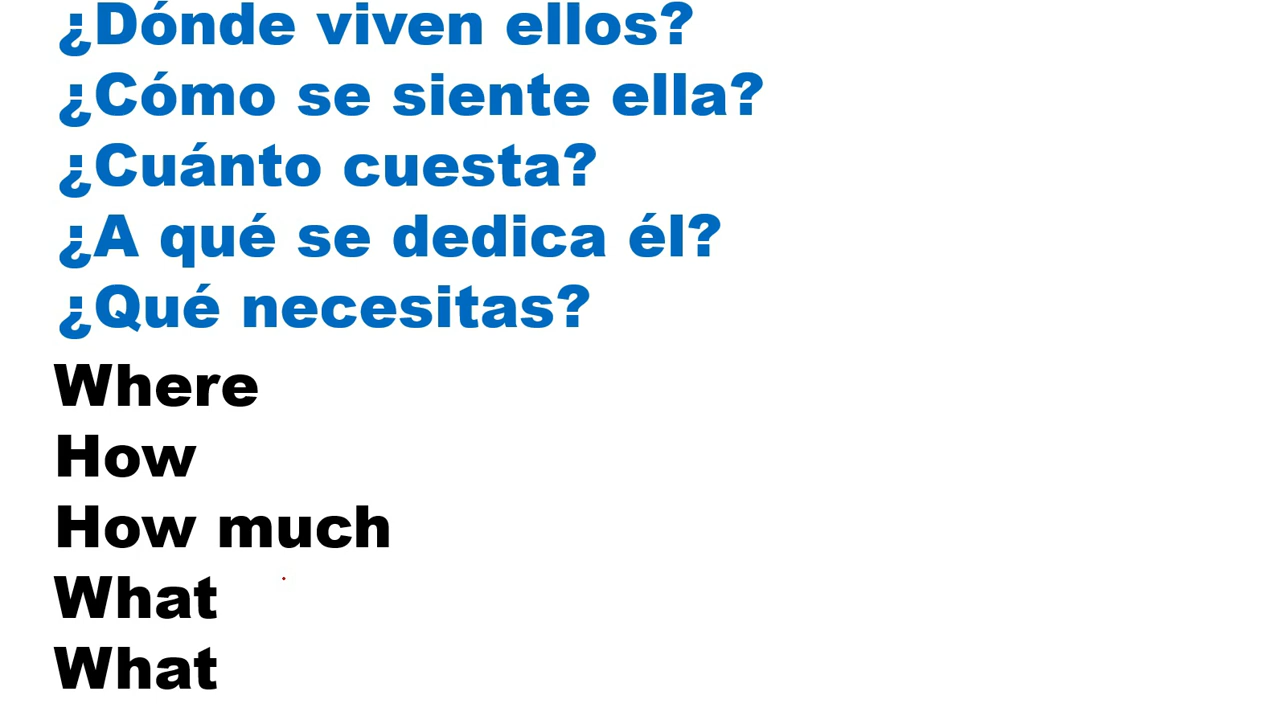 ¿Dónde viven ellos?
¿Cómo se siente ella?
¿Cuánto cuesta?
¿A qué se dedica él?
¿Qué necesitas?
Where
How
How much
What
What